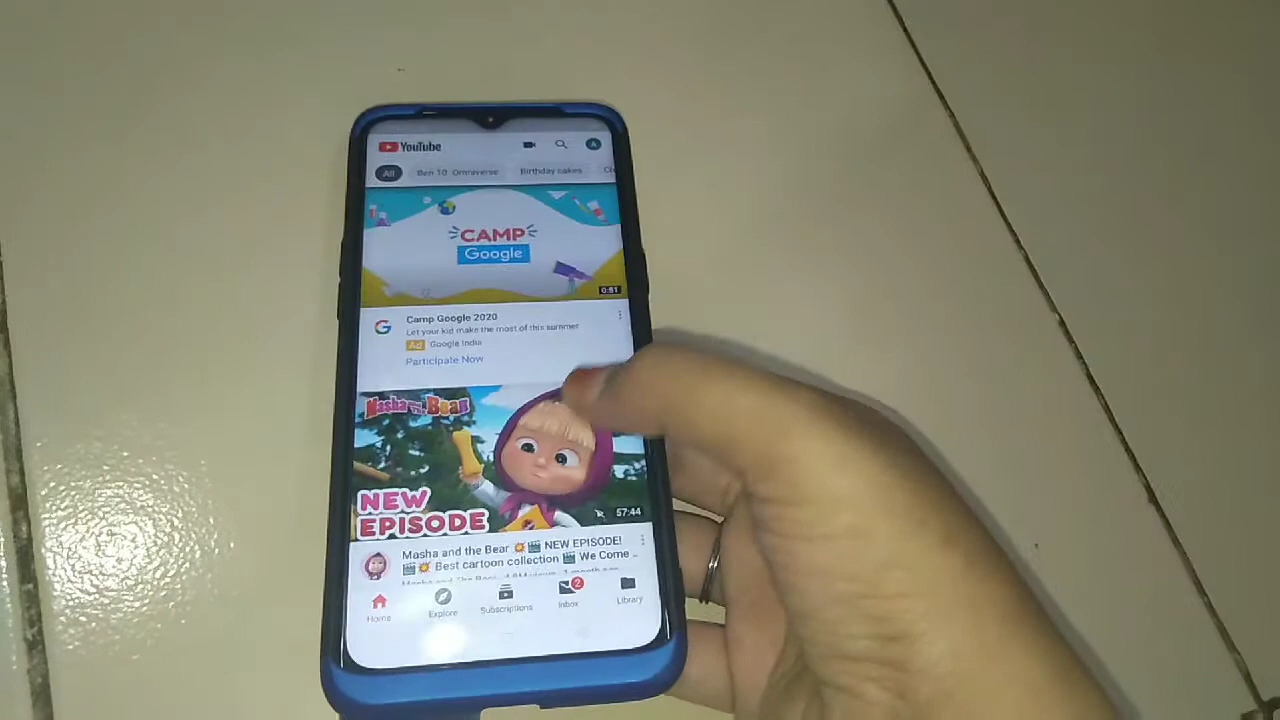 YouTube
All Ben 10: Omniverse Birthday cakes
CAMP
Google
Camp Google 2020
Let your kid make the most of this summer
Ad Google India
Participate Now
Masha and the Bear
NEW
EPISODE
57:44
Masha and the Bear 💥🎬 NEW EPISODE!
🎬💥 Best cartoon collection 🎬 We Come ..
2
Home Explore Subscriptions Inbox Library